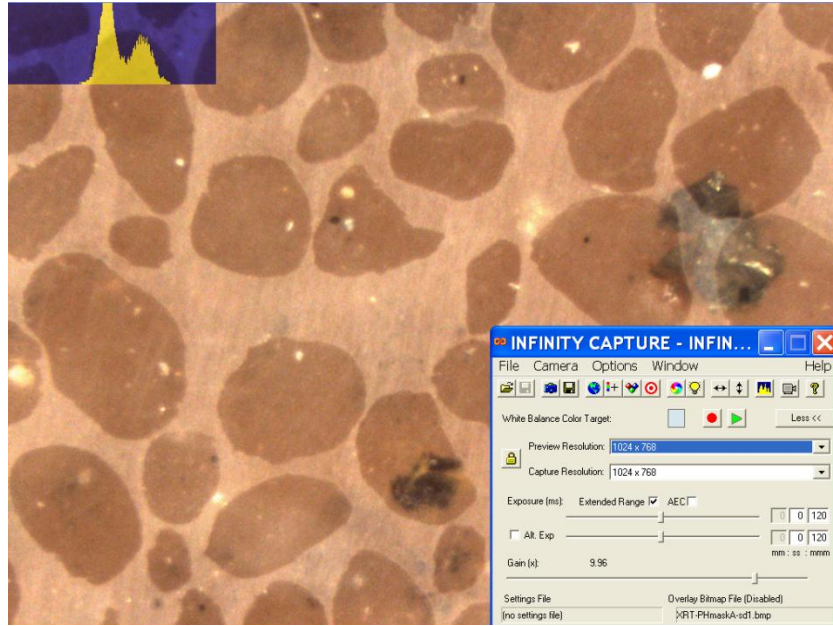 INFINITY CAPTURE - INFIN...
File Camera Options Window Help
White Balance Color Target: Less <<
Preview Resolution: 1024 x 768
Capture Resolution: 1024 x 768
Exposure (ms): Extended Range AEC
0 0 120
Alt. Exp 0 0 120
mm : ss : mmm
Gain (x): 9.96
Settings File Overlay Bitmap File (Disabled)
(no settings file) XRT-PHmaskA-sd1.bmp